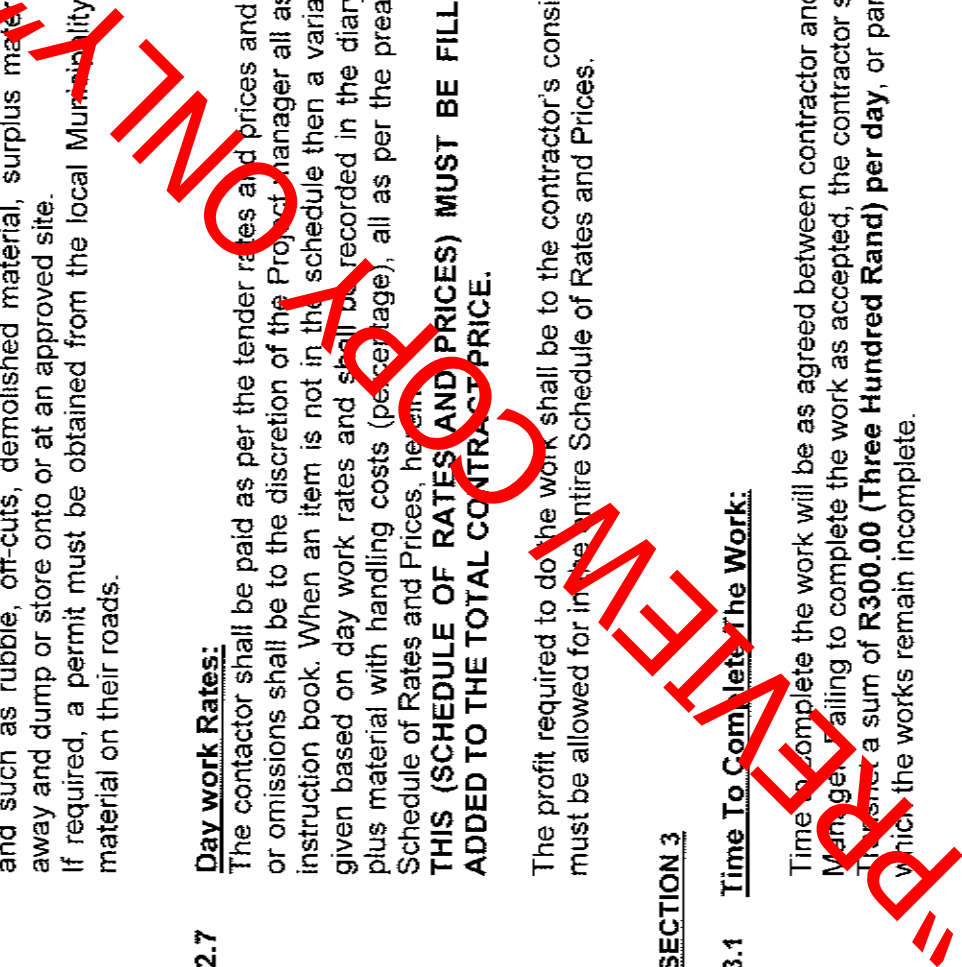 and such as rubble, off-cuts, demolished material, surplus
away and dump or store onto or at an approved site.
If required, a permit must be obtained from the local Municipality
material on their roads.
2.7 Day work Rates:
The contactor shall be paid as per the tender rates and prices and
or omissions shall be to the discretion of the Project manager all as
instruction book. When an item is not in the schedule then a
given based on day work rates and shall be recorded in the diary
plus material with handling costs (percentage), all as per the
Schedule of Rates and Prices, herein
THIS (SCHEDULE OF RATES AND PRICES) MUST BE
ADDED TO THE TOTAL CONTRACT PRICE.
The profit required to do the work shall be to the contractor's
must be allowed for in the entire Schedule of Rates and Prices.
SECTION 3
3.1 Time To Complete The Work:
Time to complete the work will be as agreed between contractor and
Manager. Failing to complete the work as accepted, the contractor
Transnet a sum of R300.00 (Three Hundred Rand) per day, or
which the works remain incomplete.
"PREVIEW COPY ONLY"